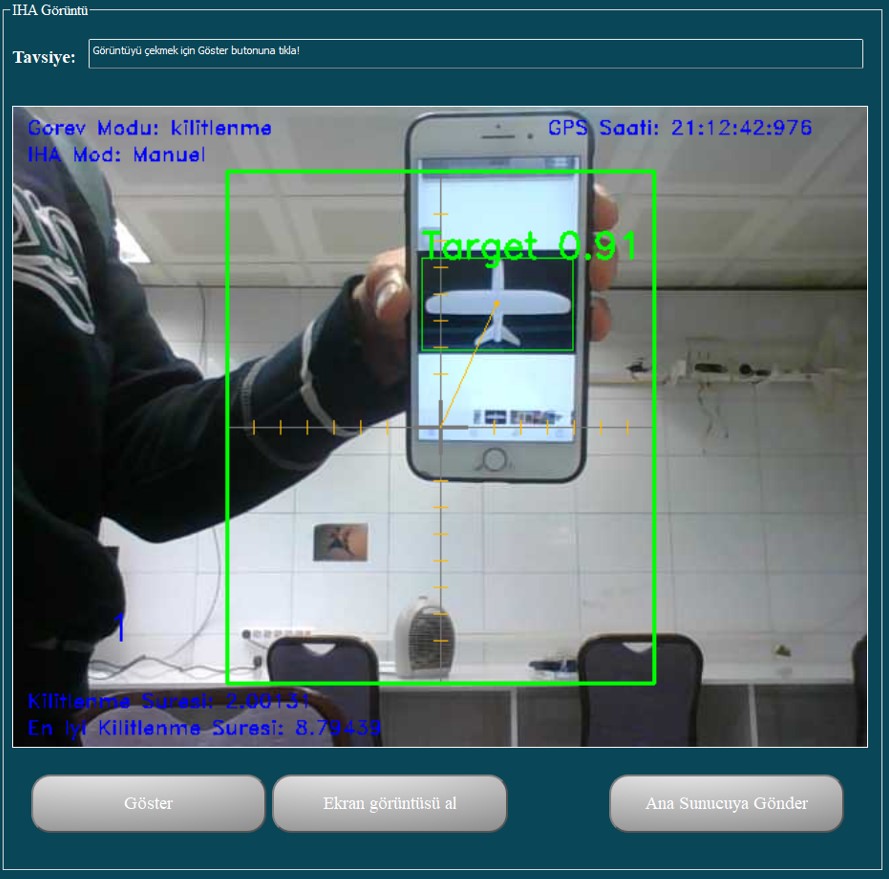 IHA Görüntü
Tavsiye: Görüntüyü çekmek için Göster butonuna tıkla!
Gorev Modu: kilitlenme
GPS Saati: 21:12:42:976
IHA Mod: Manuel
Target 0.91
1
Kilitlenme Suresi: 2.00131
En Iyi Kilitlenme Suresi: 8.79439
Göster
Ekran görüntüsü al
Ana Sunucuya Gönder